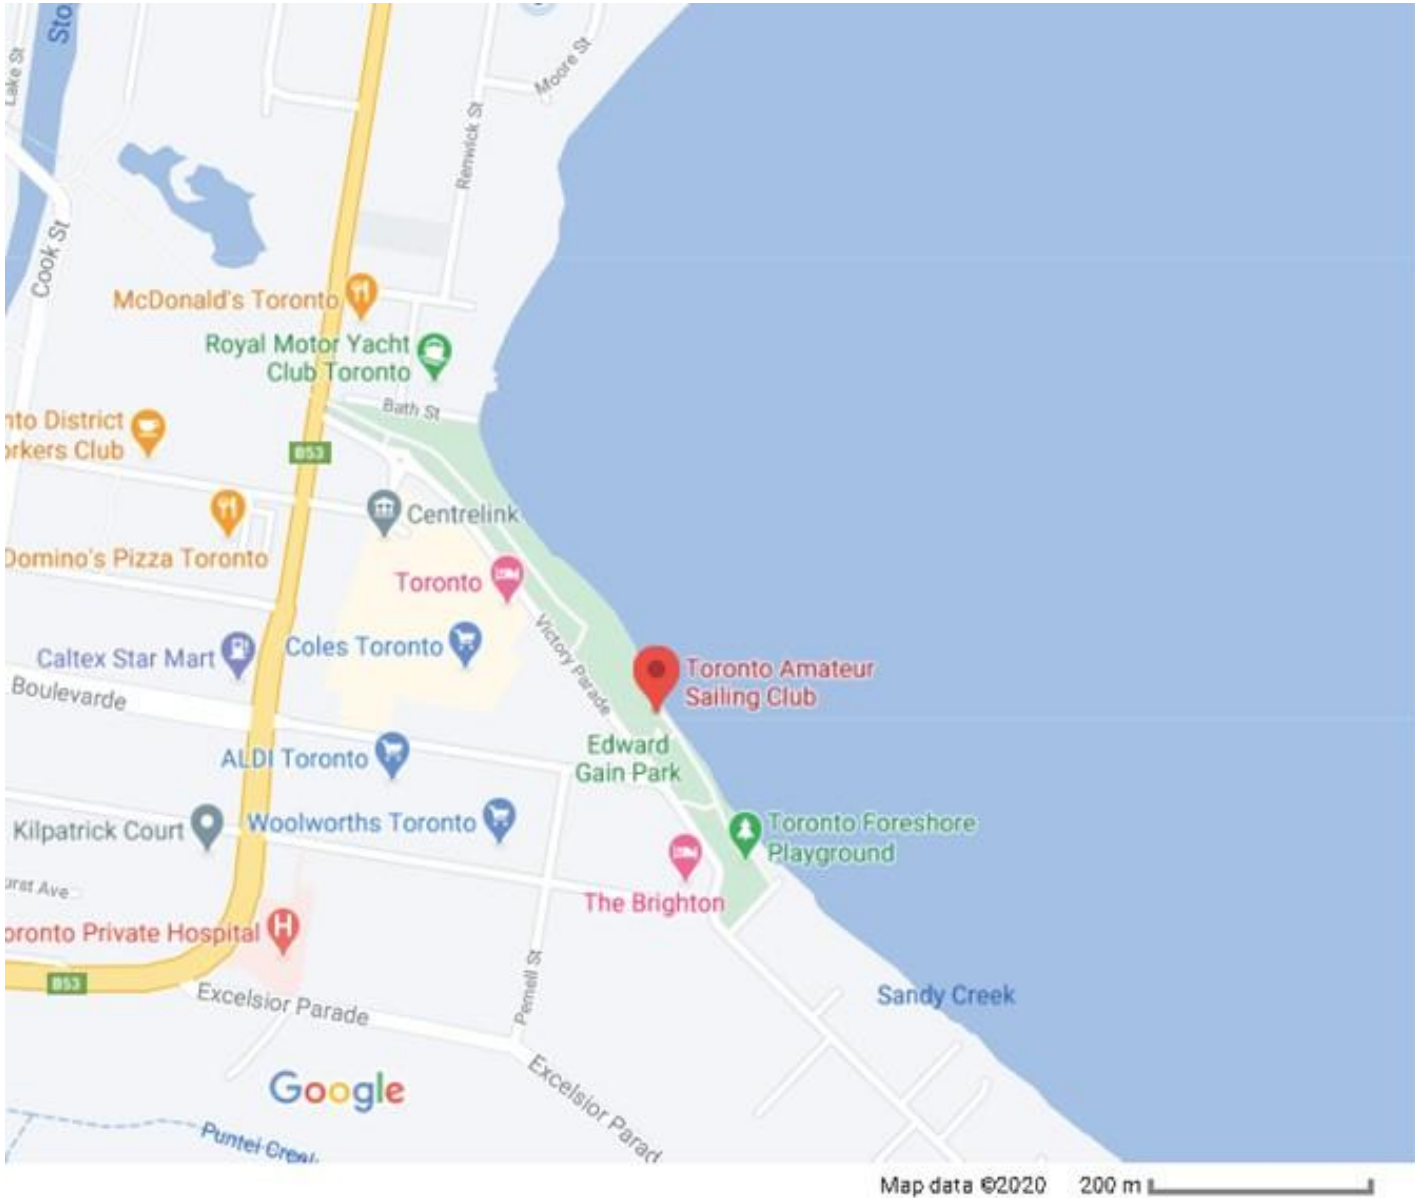 Sto
Lake St
Moore St
Renwick St
Cook St
McDonald's Toronto
Royal Motor Yacht
Club Toronto
Bath St
nto District
orkers Club
B53
Centrelink
Domino's Pizza Toronto
Toronto
Victory Parade
Coles Toronto
Caltex Star Mart
Toronto Amateur
Sailing Club
Boulevarde
Edward
Gain Park
ALDI Toronto
Woolworths Toronto
Kilpatrick Court
Toronto Foreshore
Playground
urst Ave
The Brighton
oronto Private Hospital
B53
Excelsior Parade
Pemell St
Sandy Creek
Excelsior Parad
Google
Puntei Creek
Map data ©2020 200 m